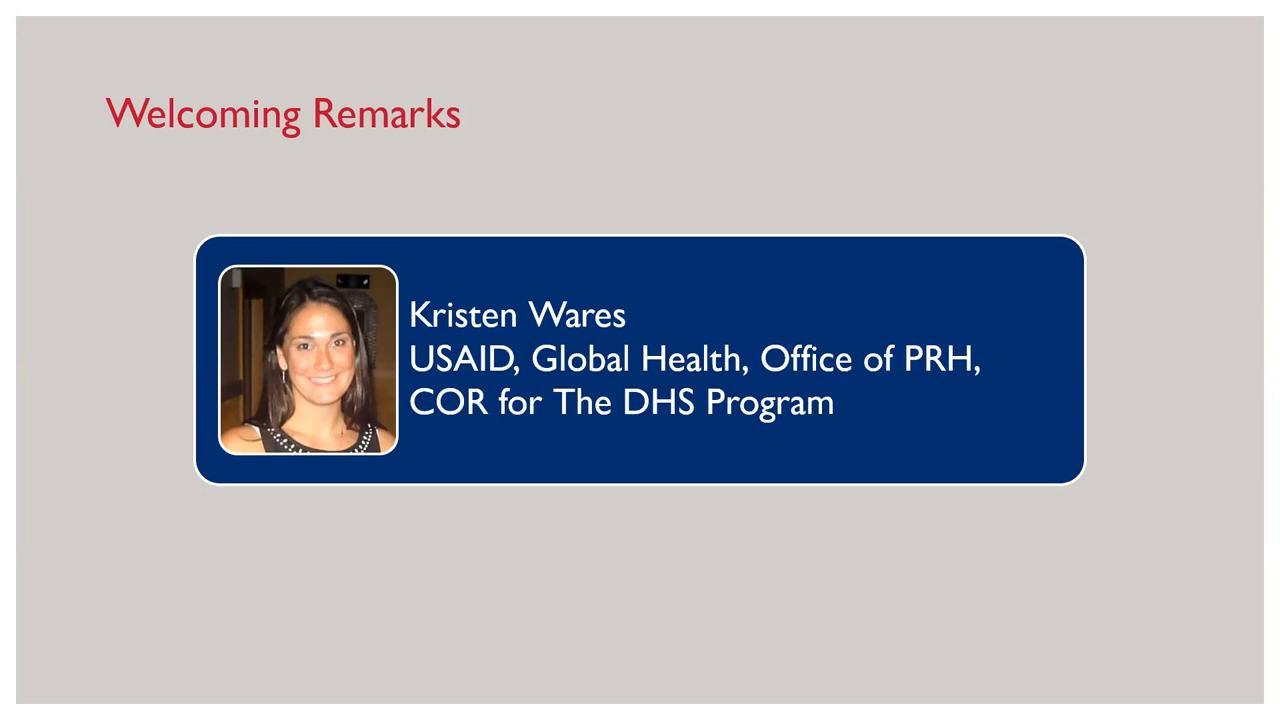 Welcoming Remarks
Kristen Wares
USAID, Global Health, Office of PRH,
COR for The DHS Program